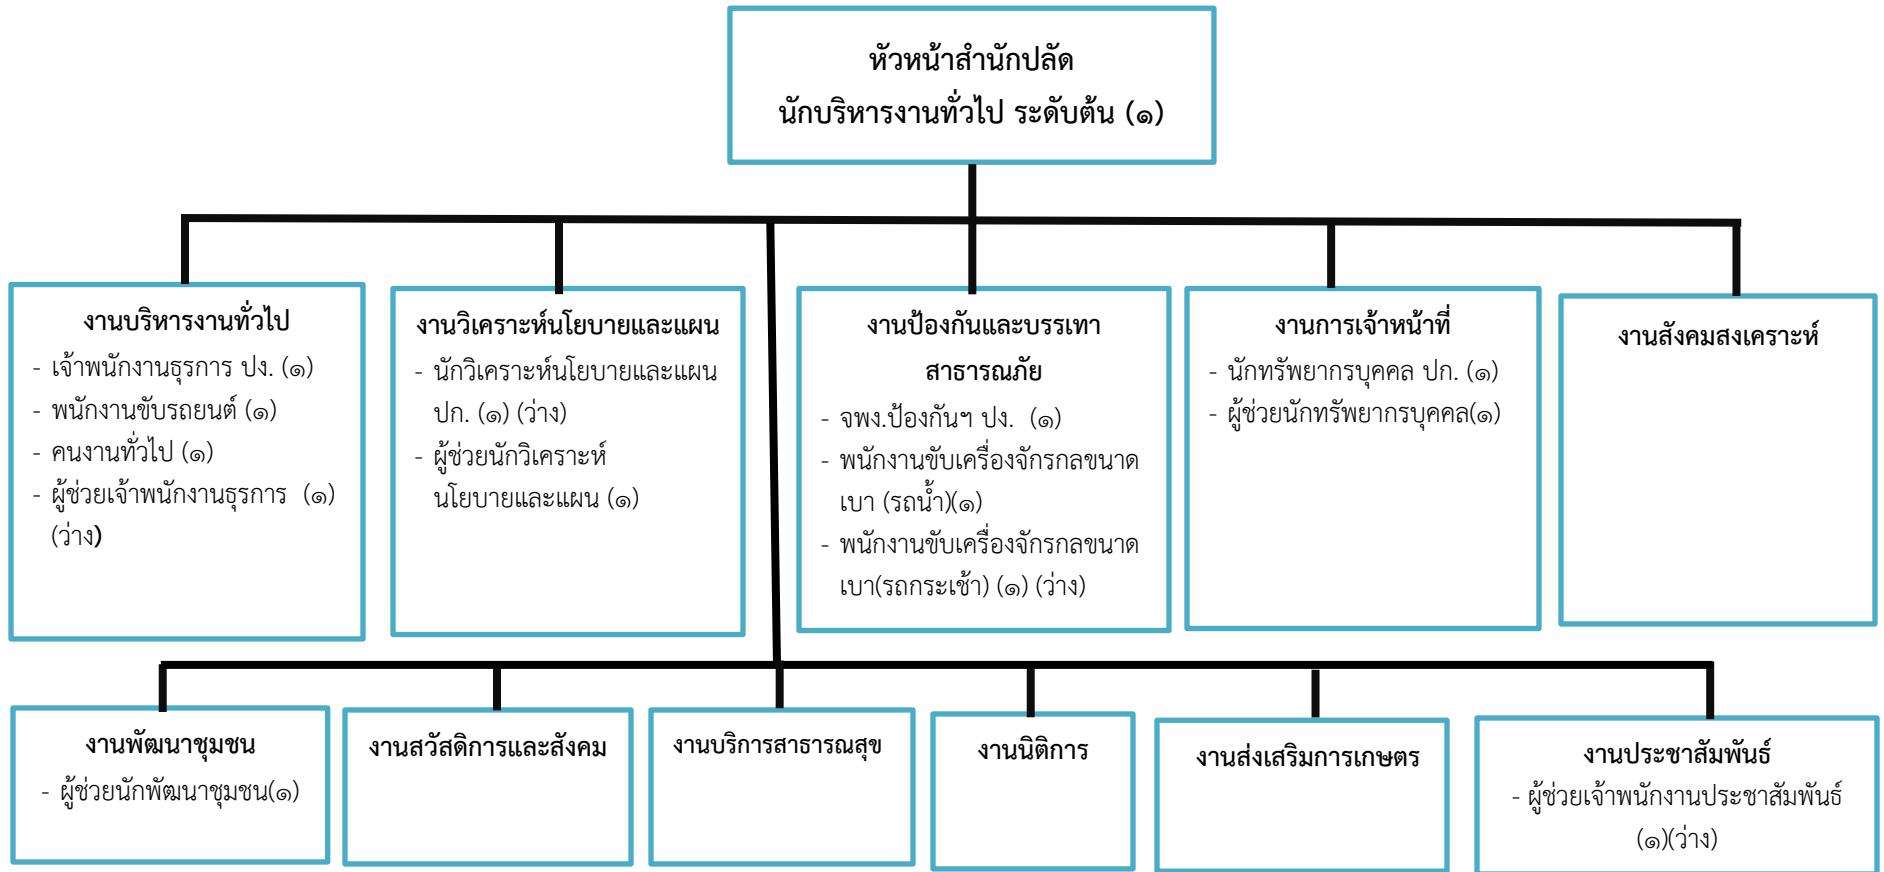 หัวหน้าสำนักปลัด
นักบริหารงานทั่วไป ระดับต้น (๑)
งานบริหารงานทั่วไป
- เจ้าพนักงานธุรการ ปง. (๑)
- พนักงานขับรถยนต์ (๑)
- คนงานทั่วไป (๑)
- ผู้ช่วยเจ้าพนักงานธุรการ (๑)
(ว่าง)
งานวิเคราะห์นโยบายและแผน
- นักวิเคราะห์นโยบายและแผน
ปก. (๑) (ว่าง)
- ผู้ช่วยนักวิเคราะห์
นโยบายและแผน (๑)
งานป้องกันและบรรเทา
สาธารณภัย
- จพง.ป้องกันฯ ปง. (๑)
- พนักงานขับเครื่องจักรกลขนาด
เบา (รถน้ำ)(๑)
- พนักงานขับเครื่องจักรกลขนาด
เบา(รถกระเช้า) (๑) (ว่าง)
งานการเจ้าหน้าที่
- นักทรัพยากรบุคคล ปก. (๑)
- ผู้ช่วยนักทรัพยากรบุคคล(๑)
งานสังคมสงเคราะห์
งานพัฒนาชุมชน
- ผู้ช่วยนักพัฒนาชุมชน(๑)
งานสวัสดิการและสังคม
งานบริการสาธารณสุข
งานนิติการ
งานส่งเสริมการเกษตร
งานประชาสัมพันธ์
- ผู้ช่วยเจ้าพนักงานประชาสัมพันธ์
(๑)(ว่าง)